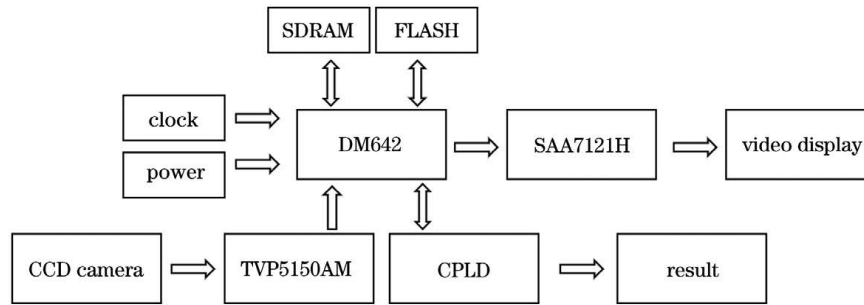 SDRAM
FLASH
clock
DM642
SAA7121H
video display
power
CCD camera
TVP5150AM
CPLD
result